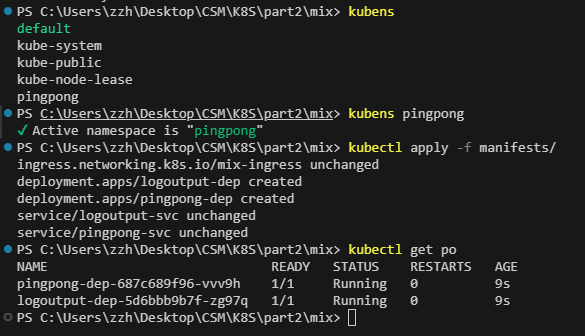 PS C:\Users\zzh\Desktop\CSM\K8S\part2\mix> kubens
default
kube-system
kube-public
kube-node-lease
pingpong
PS C:\Users\zzh\Desktop\CSM\K8S\part2\mix> kubens pingpong
✓ Active namespace is "pingpong"
PS C:\Users\zzh\Desktop\CSM\K8S\part2\mix> kubectl apply -f manifests/
ingress.networking.k8s.io/mix-ingress unchanged
deployment.apps/logoutput-dep created
deployment.apps/pingpong-dep created
service/logoutput-svc unchanged
service/pingpong-svc unchanged
PS C:\Users\zzh\Desktop\CSM\K8S\part2\mix> kubectl get po
NAME READY STATUS RESTARTS AGE
pingpong-dep-687c689f96-vvv9h 1/1 Running 0 9s
logoutput-dep-5d6bbb9b7f-zg97q 1/1 Running 0 9s
PS C:\Users\zzh\Desktop\CSM\K8S\part2\mix>